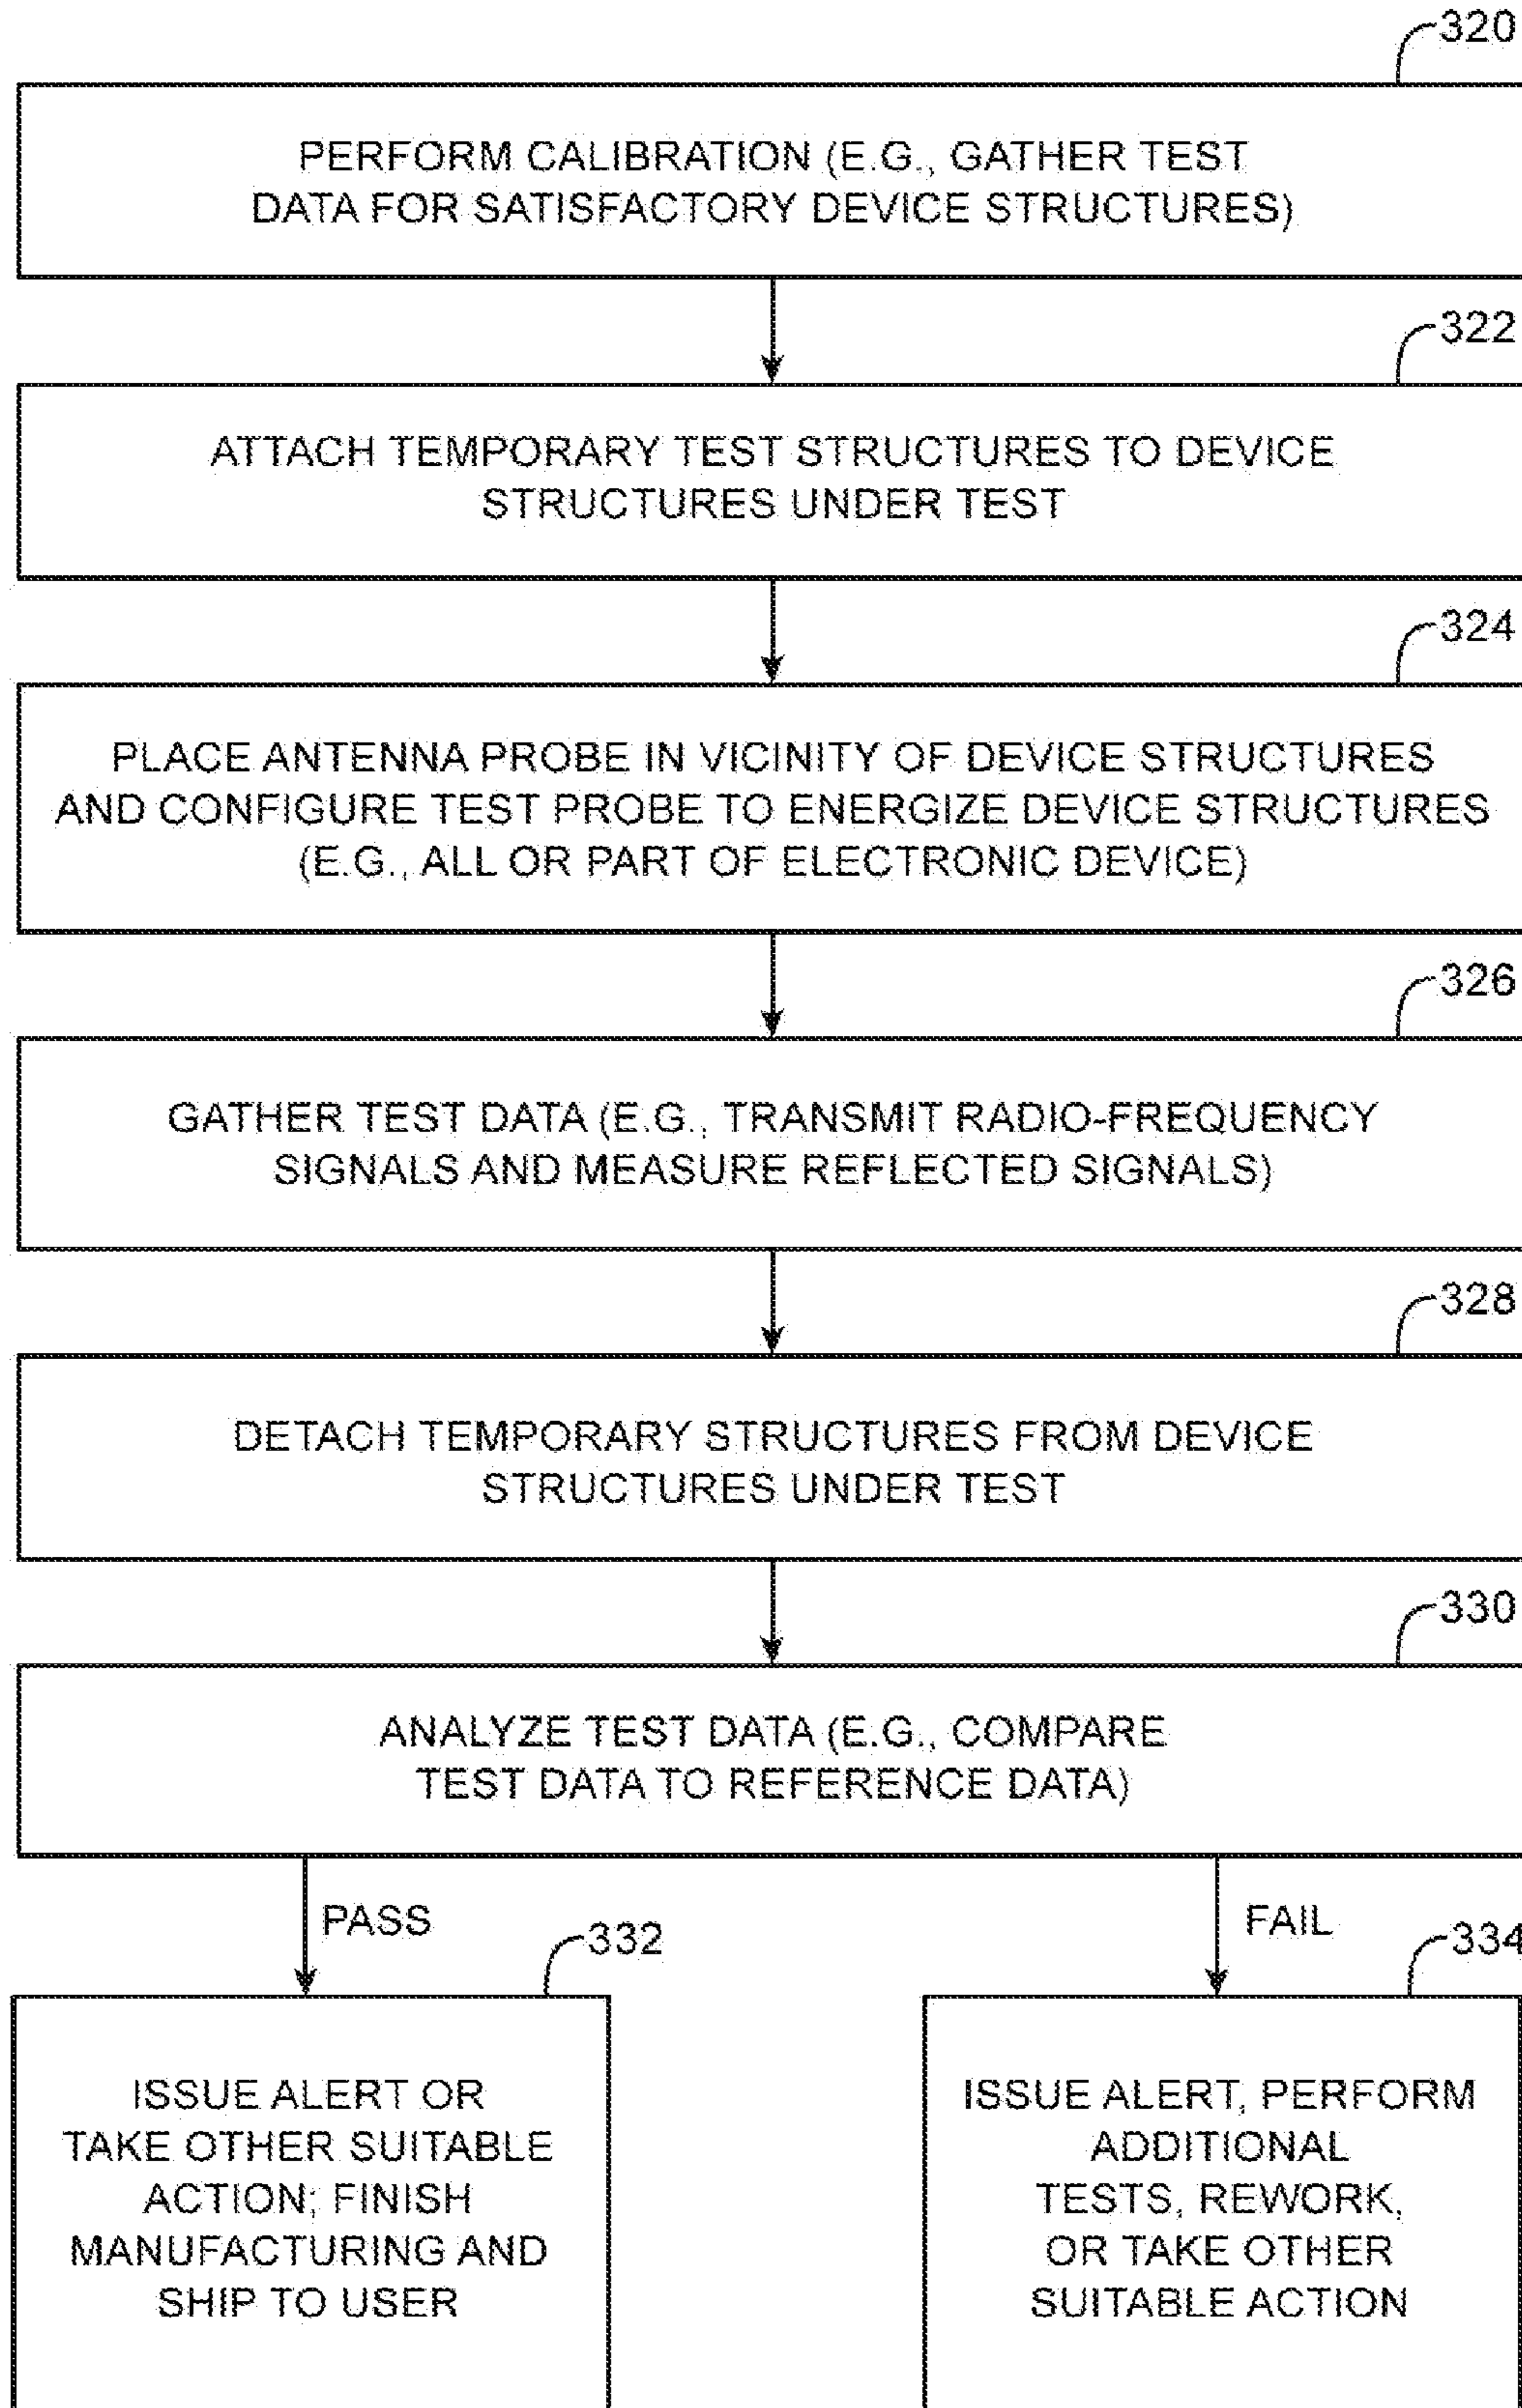 320
PERFORM CALIBRATION (E.G., GATHER TEST
DATA FOR SATISFACTORY DEVICE STRUCTURES)
322
ATTACH TEMPORARY TEST STRUCTURES TO DEVICE
STRUCTURES UNDER TEST
324
PLACE ANTENNA PROBE IN VICINITY OF DEVICE STRUCTURES
AND CONFIGURE TEST PROBE TO ENERGIZE DEVICE STRUCTURES
(E.G., ALL OR PART OF ELECTRONIC DEVICE)
326
GATHER TEST DATA (E.G., TRANSMIT RADIO-FREQUENCY
SIGNALS AND MEASURE REFLECTED SIGNALS)
328
DETACH TEMPORARY STRUCTURES FROM DEVICE
STRUCTURES UNDER TEST
330
ANALYZE TEST DATA (E.G., COMPARE
TEST DATA TO REFERENCE DATA)
PASS
332
ISSUE ALERT OR
TAKE OTHER SUITABLE
ACTION; FINISH
MANUFACTURING AND
SHIP TO USER
FAIL
334
ISSUE ALERT, PERFORM
ADDITIONAL
TESTS, REWORK,
OR TAKE OTHER
SUITABLE ACTION